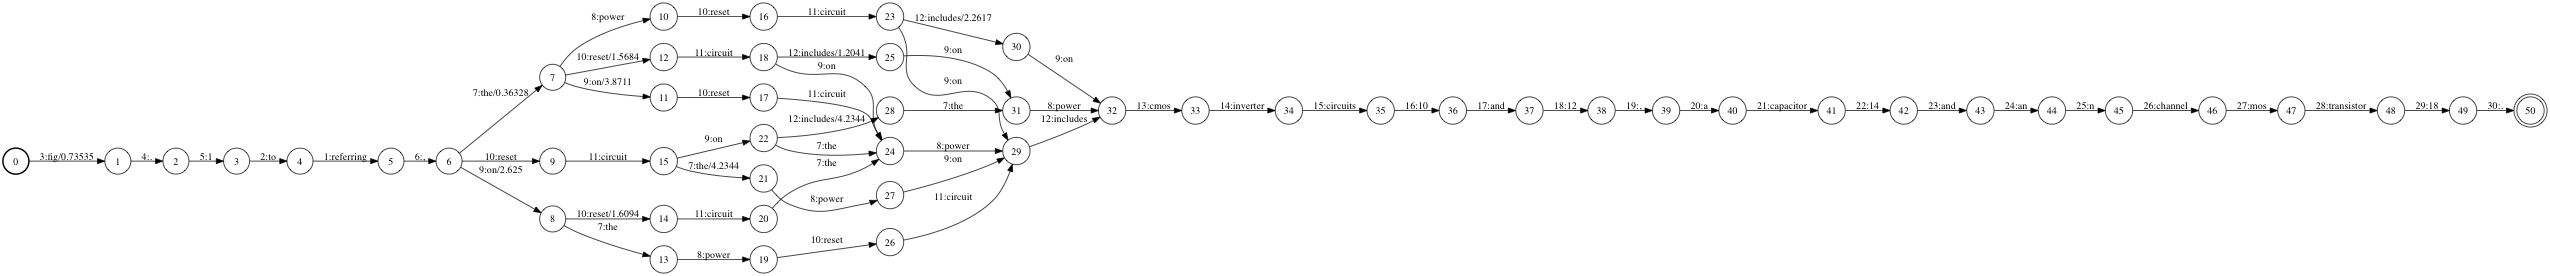 8:power 10 10:reset 16 11:circuit 23 12:includes/2.2617
30
10:reset/1.5684 12 11:circuit 18 12:includes/1.2041 25 9:on 9:on
7 9:on
7:the/0.36328 9:on/3.8711 11 10:reset 17 11:circuit 9:on
28 7:the 31 8:power 32 13:cmos 33 14:inverter 34 15:circuits 35 16:10 36 17:and 37 18:12 38 19:, 39 20:a 40 21:capacitor 41 22:14 42 23:and 43 24:an 44 25:n 45 26:channel 46 27:mos 47 28:transistor 48 29:18 49 30:. 50
12:includes/4.2344 12:includes
9:on 22 7:the 24 8:power 29
0 3:fig/0.73535 1 4:. 2 5:1 3 2:to 4 1:referring 5 6:, 6 10:reset 9 11:circuit 15 7:the/4.2344 7:the 9:on
9:on/2.625 21
8:power 27 11:circuit
8 10:reset/1.6094 14 11:circuit 20
7:the 10:reset 26
13 8:power 19